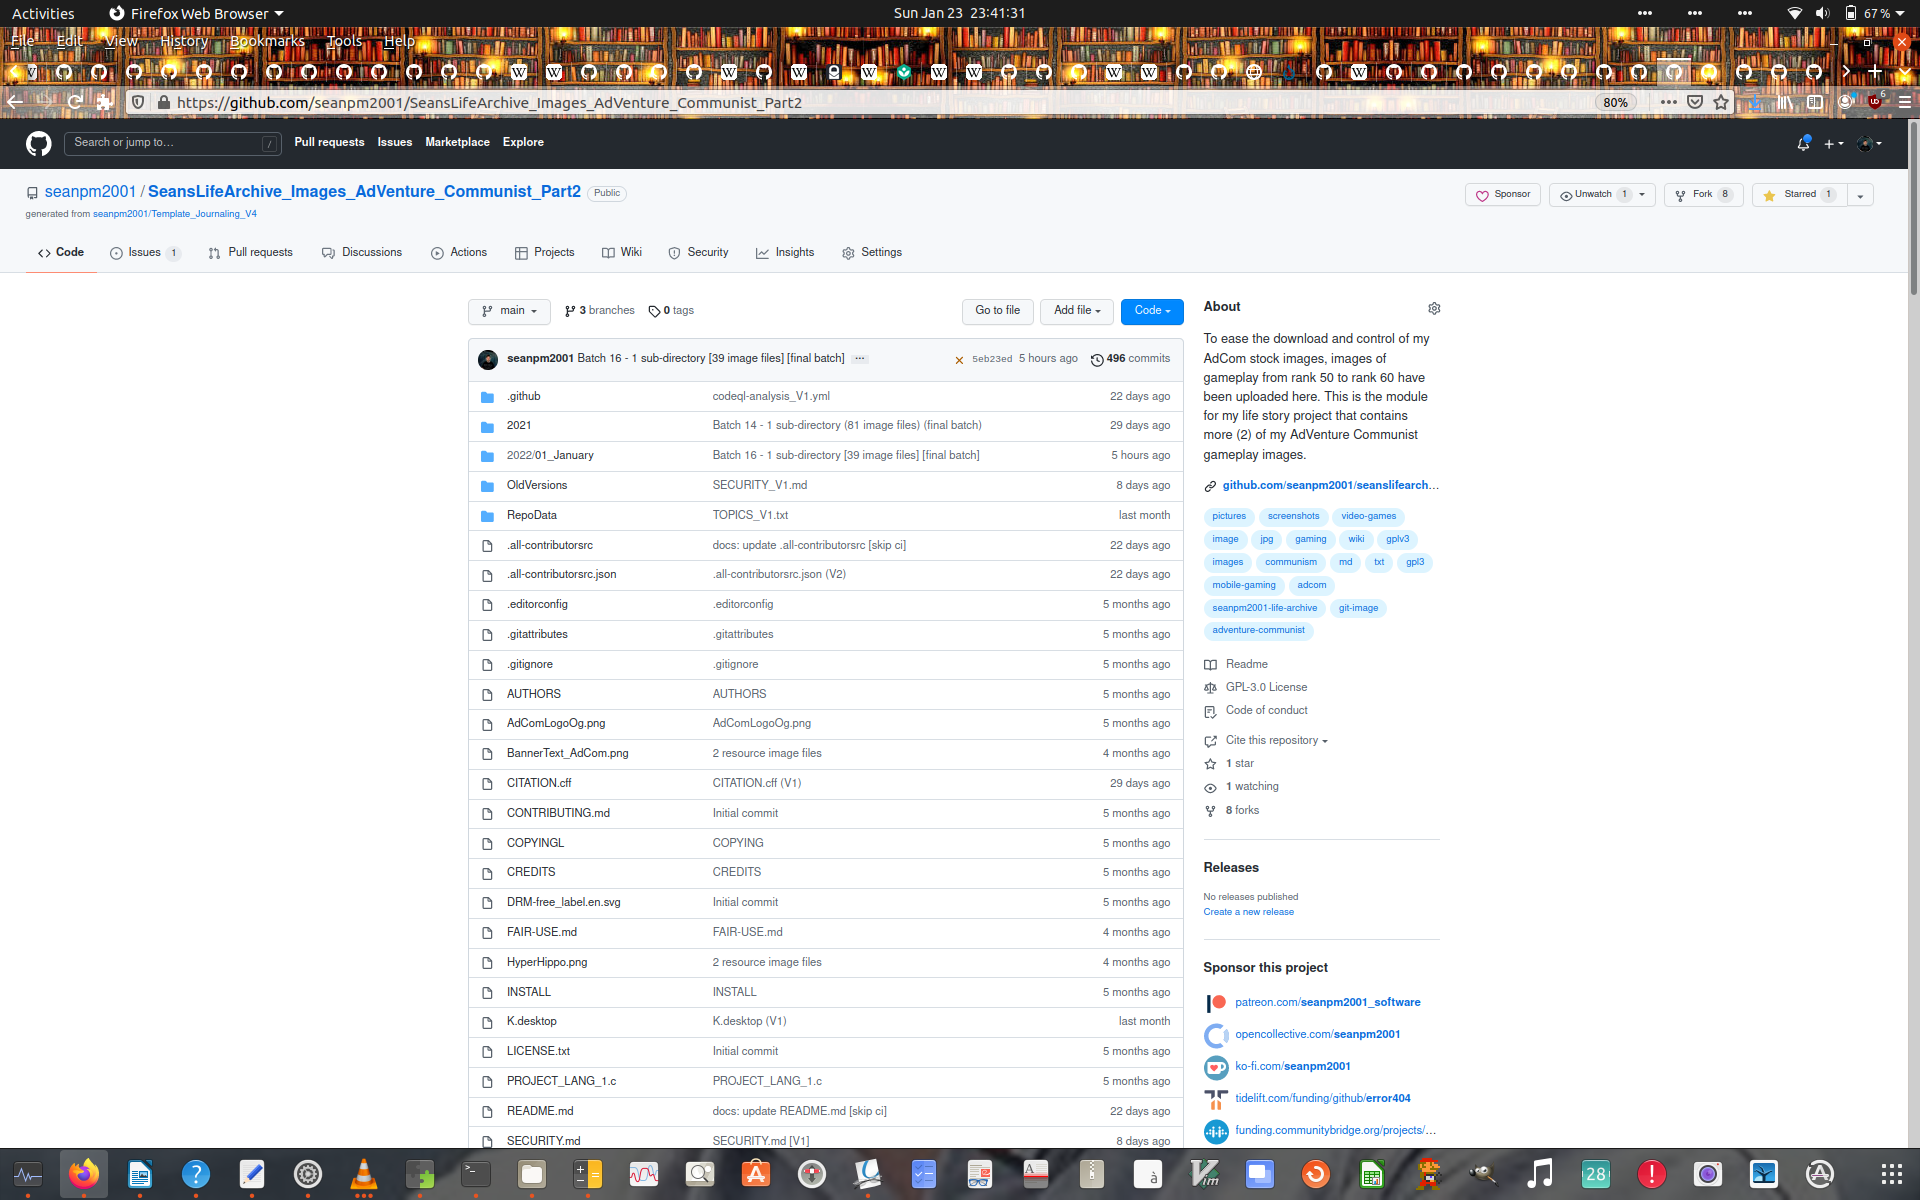 Activities Firefox Web Browser Sun Jan 23 23:41:31 67 %
File Edit View History Bookmarks Tools Help
https://github.com/seanpm2001/SeansLifeArchive_Images_AdVenture_Communist_Part2 80% 6
Search or jump to… / Pull requests Issues Marketplace Explore
seanpm2001 / SeansLifeArchive_Images_AdVenture_Communist_Part2 Public Sponsor Unwatch 1 Fork 8 Starred 1
generated from seanpm2001/Template_Journaling_V4
Code Issues 1 Pull requests Discussions Actions Projects Wiki Security Insights Settings
main 3 branches 0 tags Go to file Add file Code
seanpm2001 Batch 16 - 1 sub-directory [39 image files] [final batch] ... 5eb23ed 5 hours ago 496 commits
.github codeql-analysis_V1.yml 22 days ago
2021 Batch 14 - 1 sub-directory (81 image files) (final batch) 29 days ago
2022/01_January Batch 16 - 1 sub-directory [39 image files] [final batch] 5 hours ago
OldVersions SECURITY_V1.md 8 days ago
RepoData TOPICS_V1.txt last month
.all-contributorsrc docs: update .all-contributorsrc [skip ci] 22 days ago
.all-contributorsrc.json .all-contributorsrc.json (V2) 22 days ago
.editorconfig .editorconfig 5 months ago
.gitattributes .gitattributes 5 months ago
.gitignore .gitignore 5 months ago
AUTHORS AUTHORS 5 months ago
AdComLogoOg.png AdComLogoOg.png 5 months ago
BannerText_AdCom.png 2 resource image files 4 months ago
CITATION.cff CITATION.cff (V1) 29 days ago
CONTRIBUTING.md Initial commit 5 months ago
COPYINGL COPYING 5 months ago
CREDITS CREDITS 5 months ago
DRM-free_label.en.svg Initial commit 5 months ago
FAIR-USE.md FAIR-USE.md 4 months ago
HyperHippo.png 2 resource image files 4 months ago
INSTALL INSTALL 5 months ago
K.desktop K.desktop (V1) last month
LICENSE.txt Initial commit 5 months ago
PROJECT_LANG_1.c PROJECT_LANG_1.c 5 months ago
README.md docs: update README.md [skip ci] 22 days ago
SECURITY.md SECURITY.md [V1] 8 days ago
About
To ease the download and control of my
AdCom stock images, images of
gameplay from rank 50 to rank 60 have
been uploaded here. This is the module
for my life story project that contains
more (2) of my AdVenture Communist
gameplay images.
github.com/seanpm2001/seanslifearch…
pictures screenshots video-games
image jpg gaming wiki gplv3
images communism md txt gpl3
mobile-gaming adcom
seanpm2001-life-archive git-image
adventure-communist
Readme
GPL-3.0 License
Code of conduct
Cite this repository
1 star
1 watching
8 forks
Releases
No releases published
Create a new release
Sponsor this project
patreon.com/seanpm2001_software
opencollective.com/seanpm2001
ko-fi.com/seanpm2001
tidelift.com/funding/github/error404
funding.communitybridge.org/projects/…
28